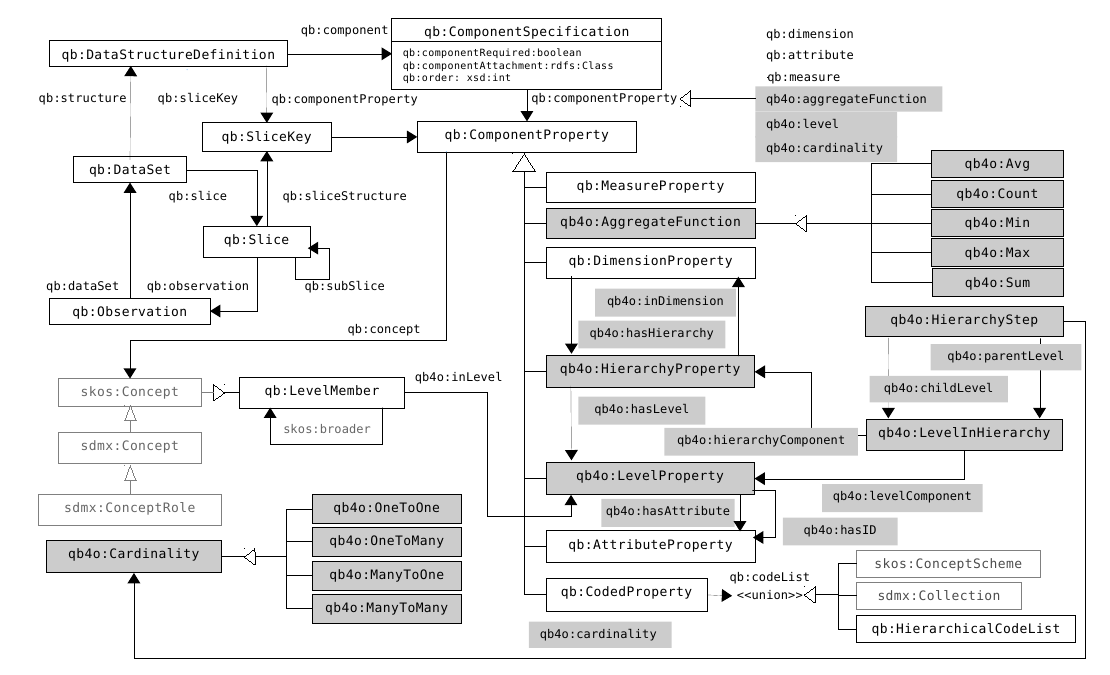 qb:component
qb:ComponentSpecification
qb:componentRequired:boolean
qb:componentAttachment:rdfs:Class
qb:order: xsd:int
qb:dimension
qb:attribute
qb:measure
qb4o:aggregateFunction
qb4o:level
qb4o:cardinality
qb:DataStructureDefinition
qb:structure
qb:sliceKey
qb:componentProperty
qb:componentProperty
qb:SliceKey
qb:ComponentProperty
qb:DataSet
qb:slice
qb:sliceStructure
qb:Slice
qb:subSlice
qb:dataSet
qb:observation
qb:Observation
qb:concept
qb:MeasureProperty
qb4o:AggregateFunction
qb4o:Avg
qb4o:Count
qb4o:Min
qb4o:Max
qb4o:Sum
qb:DimensionProperty
qb4o:inDimension
qb4o:hasHierarchy
qb4o:HierarchyStep
qb4o:parentLevel
qb4o:childLevel
qb4o:HierarchyProperty
qb4o:hasLevel
qb4o:hierarchyComponent
qb4o:LevelInHierarchy
skos:Concept
qb:LevelMember
qb4o:inLevel
skos:broader
sdmx:Concept
sdmx:ConceptRole
qb4o:LevelProperty
qb4o:levelComponent
qb4o:hasAttribute
qb4o:hasID
qb:AttributeProperty
qb4o:Cardinality
qb4o:OneToOne
qb4o:OneToMany
qb4o:ManyToOne
qb4o:ManyToMany
qb:CodedProperty
qb:codeList
<<union>>
skos:ConceptScheme
sdmx:Collection
qb:HierarchicalCodeList
qb4o:cardinality